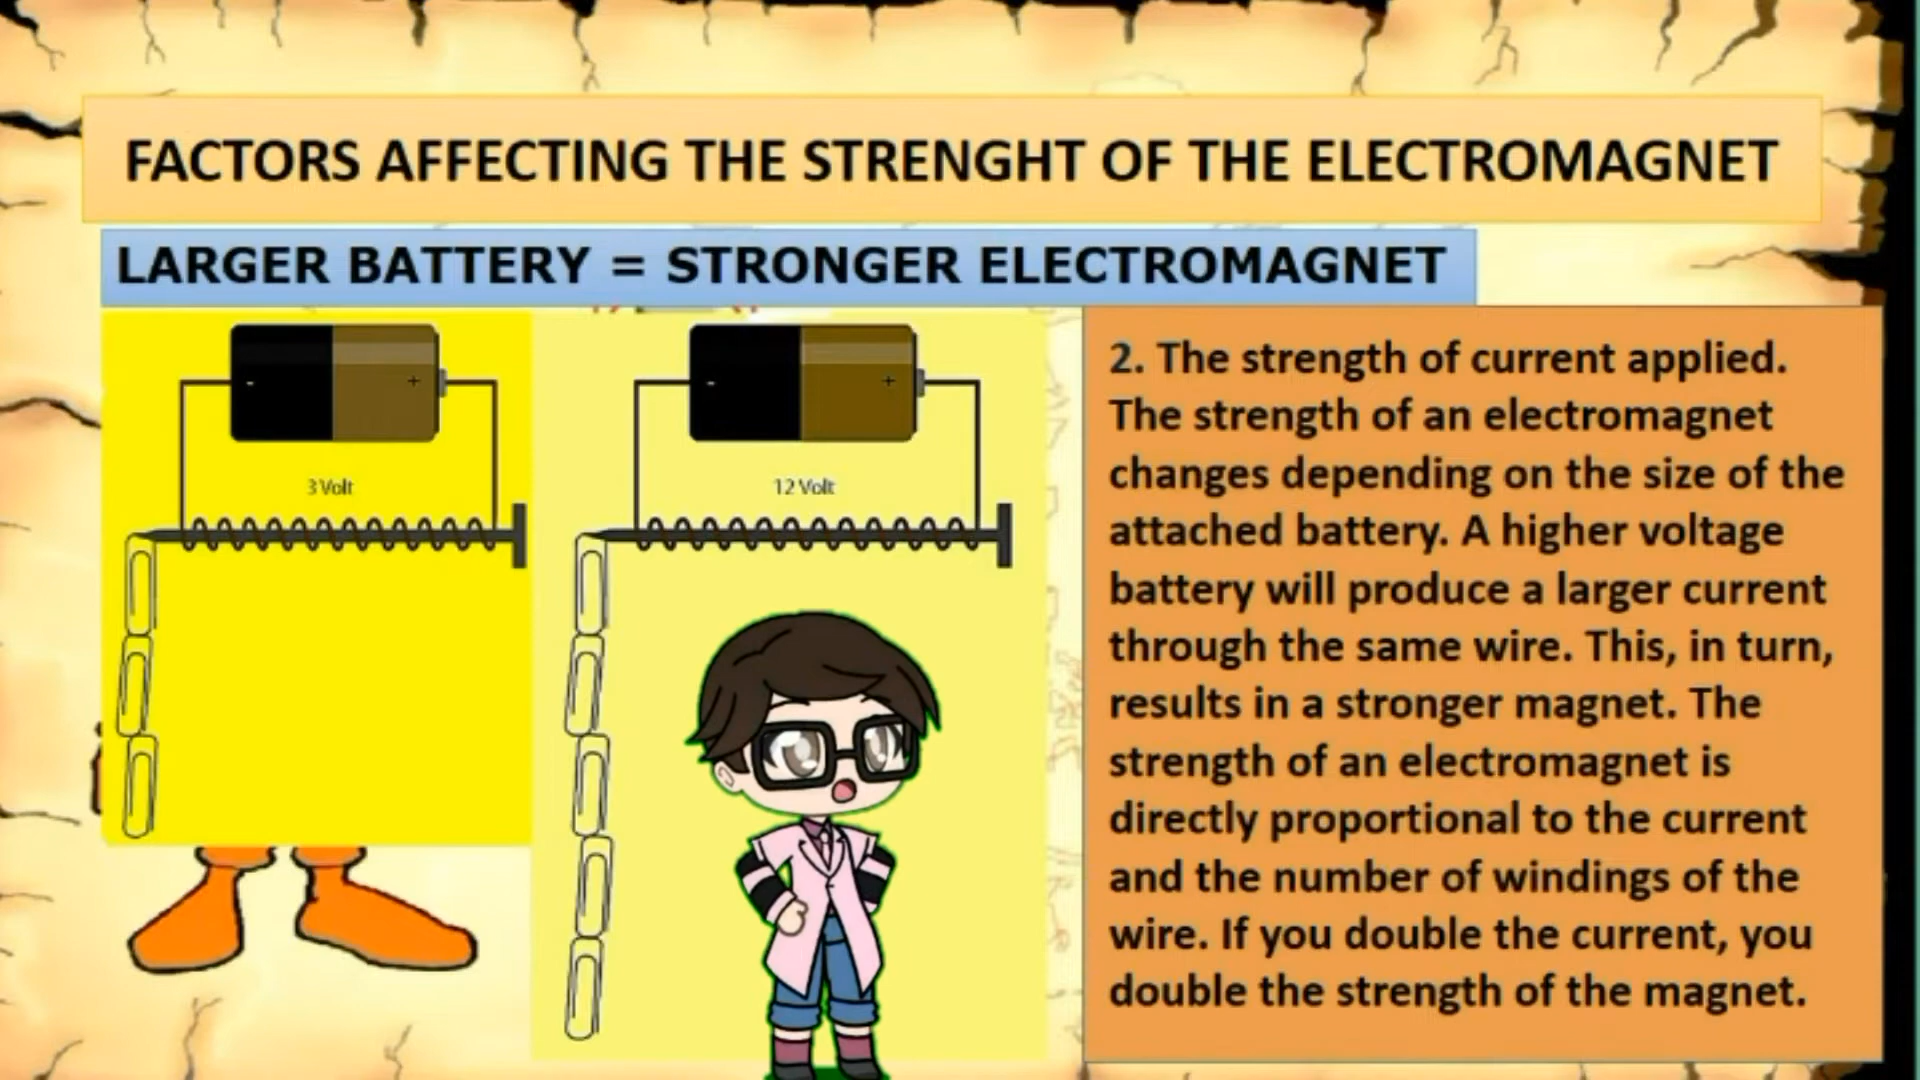 FACTORS AFFECTING THE STRENGHT OF THE ELECTROMAGNET
LARGER BATTERY = STRONGER ELECTROMAGNET
- +
3 Volt
- +
12 Volt
2. The strength of current applied.
The strength of an electromagnet
changes depending on the size of the
attached battery. A higher voltage
battery will produce a larger current
through the same wire. This, in turn,
results in a stronger magnet. The
strength of an electromagnet is
directly proportional to the current
and the number of windings of the
wire. If you double the current, you
double the strength of the magnet.